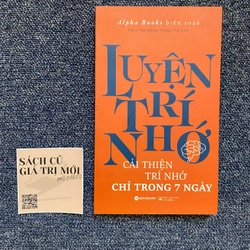 Alpha Books biên soạn
LUYỆN
TRÍ
NHỚ
CẢI THIỆN
TRÍ NHỚ
CHỈ TRONG 7 NGÀY
SÁCH CŨ
GIÁ TRỊ MỚI